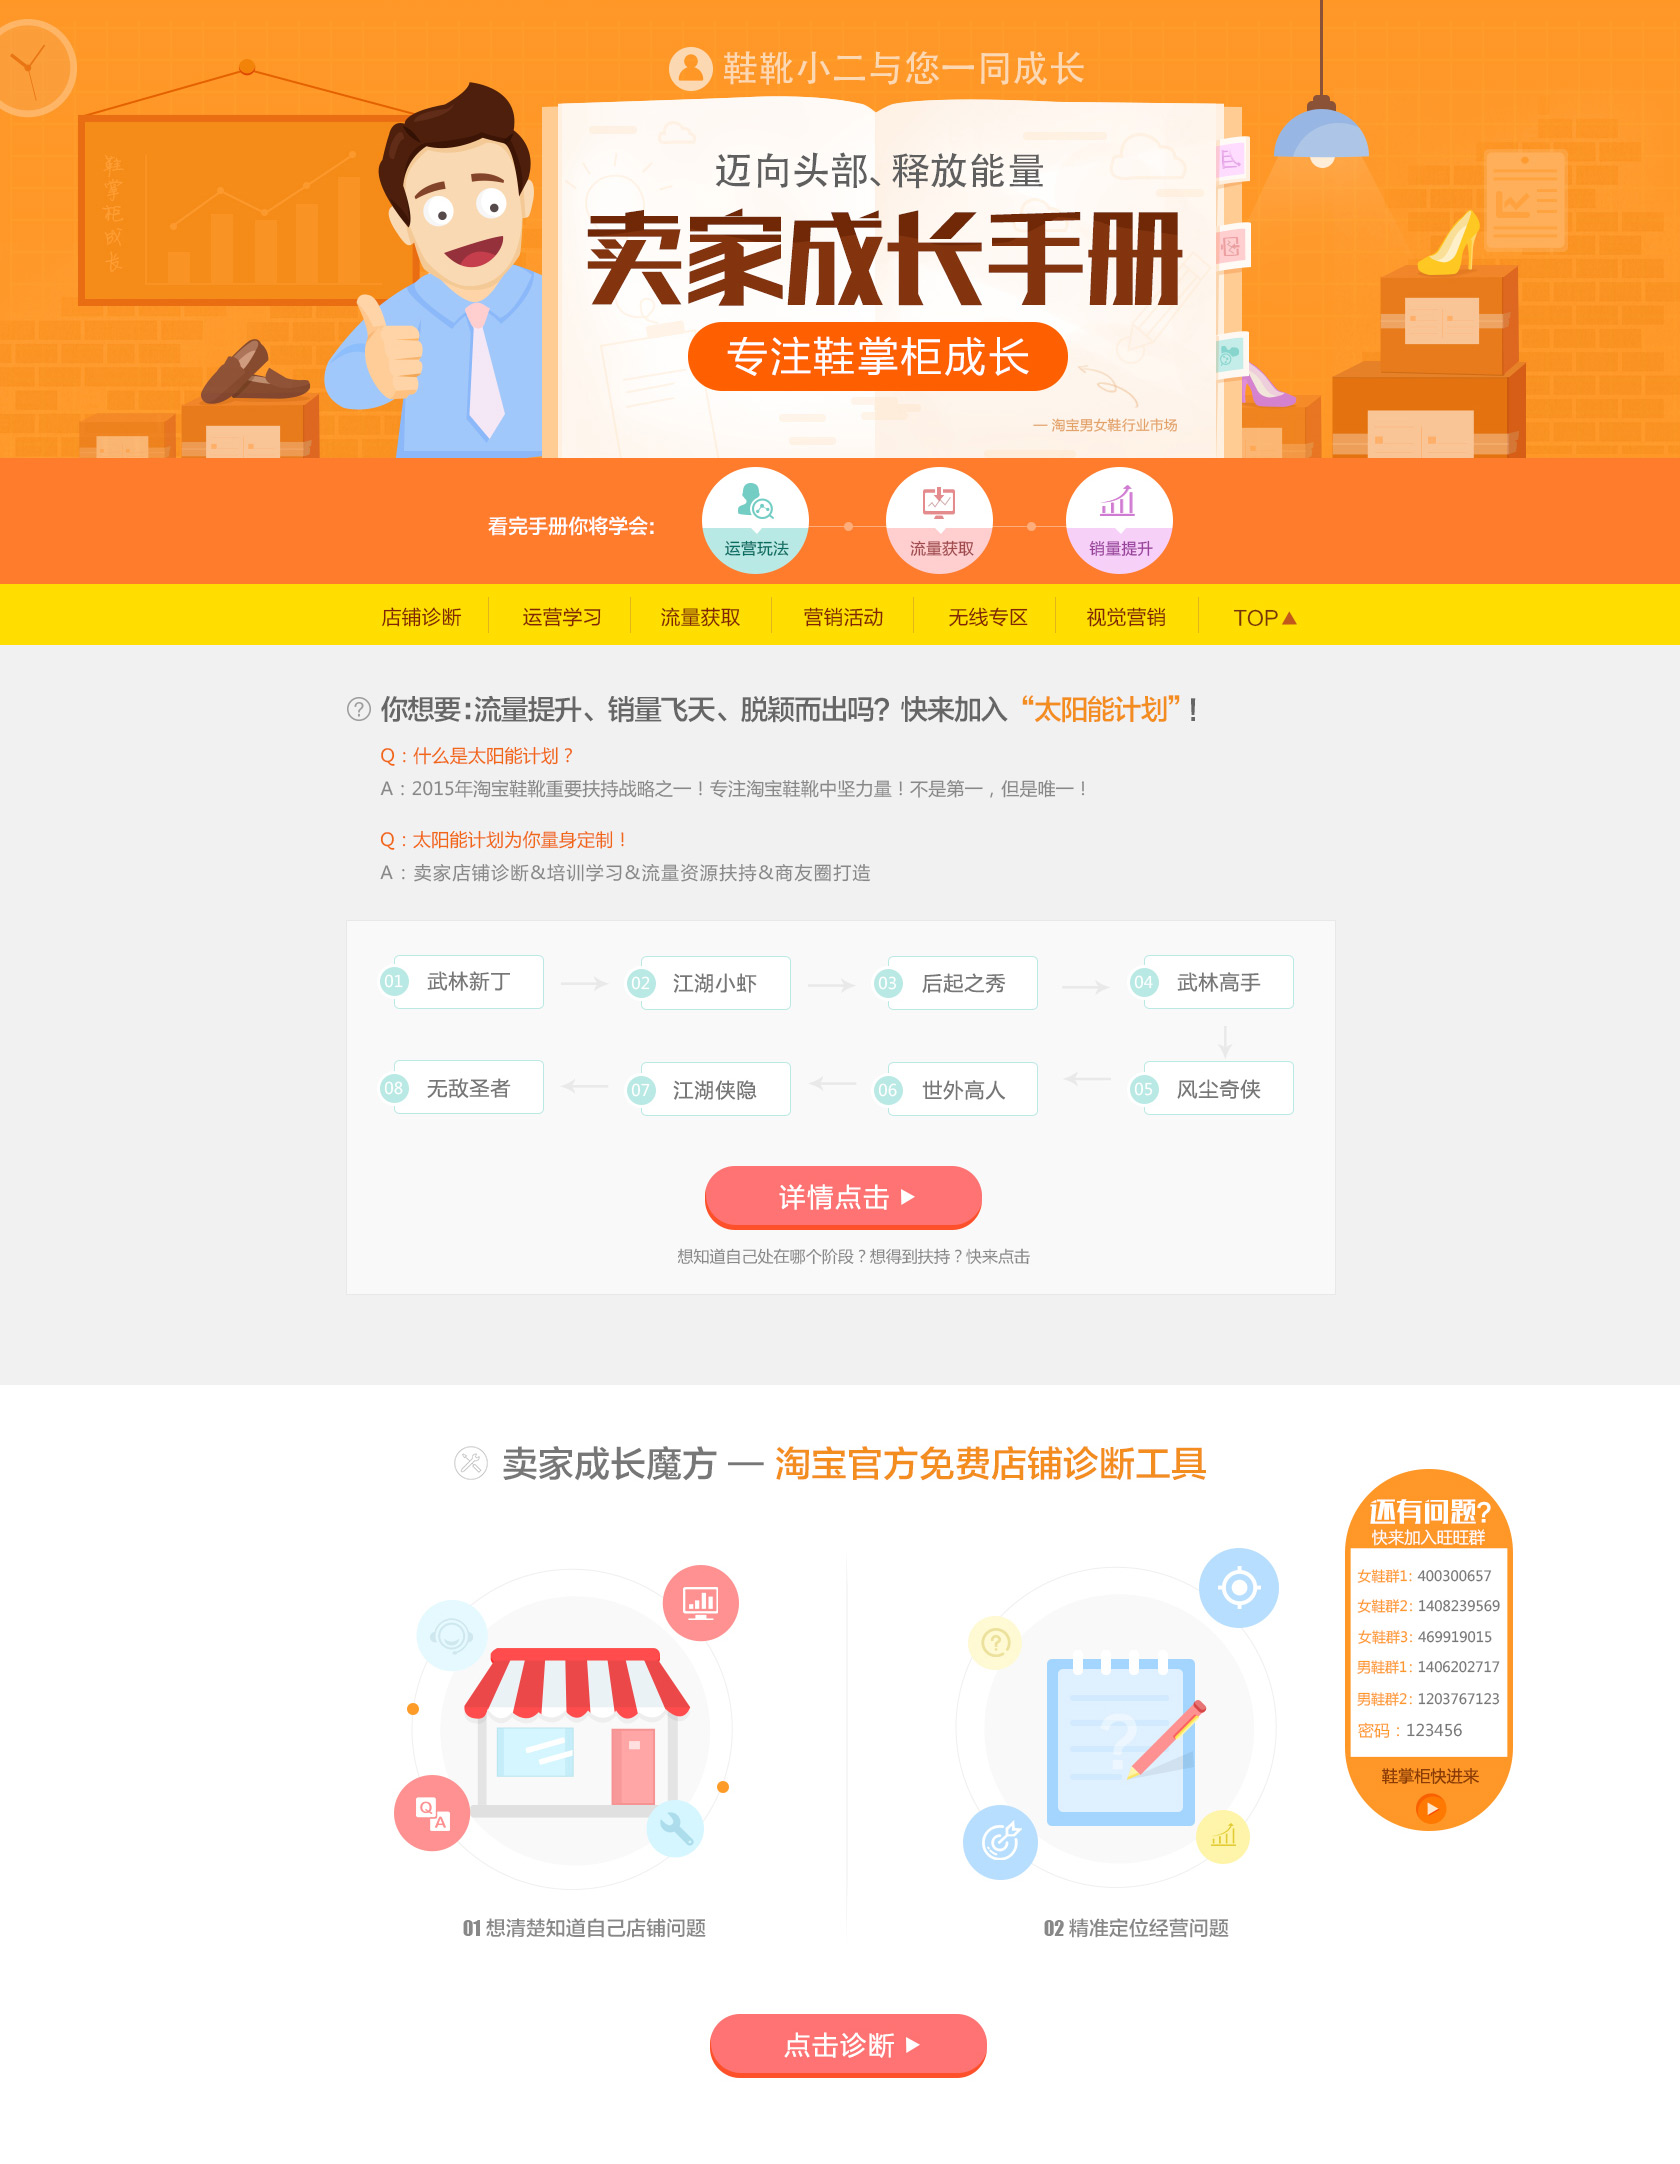 鞋靴小二与您一同成长
鞋掌柜成长
迈向头部、释放能量
卖家成长手册
专注鞋掌柜成长
— 淘宝男女鞋行业市场
看完手册你将学会:
运营玩法
流量获取
销量提升
店铺诊断 运营学习 流量获取 营销活动 无线专区 视觉营销 TOP▲
? 你想要:流量提升、销量飞天、脱颖而出吗? 快来加入 “太阳能计划” !
Q：什么是太阳能计划？
A：2015年淘宝鞋靴重要扶持战略之一！专注淘宝鞋靴中坚力量！不是第一，但是唯一！
Q：太阳能计划为你量身定制！
A：卖家店铺诊断&培训学习&流量资源扶持&商友圈打造
01 武林新丁
02 江湖小虾
03 后起之秀
04 武林高手
05 风尘奇侠
06 世外高人
07 江湖侠隐
08 无敌圣者
详情点击
想知道自己处在哪个阶段？想得到扶持？快来点击
卖家成长魔方 — 淘宝官方免费店铺诊断工具
Q
A
?
?
01 想清楚知道自己店铺问题
02 精准定位经营问题
点击诊断
还有问题?
快来加入旺旺群
女鞋群1: 400300657
女鞋群2: 1408239569
女鞋群3: 469919015
男鞋群1: 1406202717
男鞋群2: 1203767123
密码：123456
鞋掌柜快进来